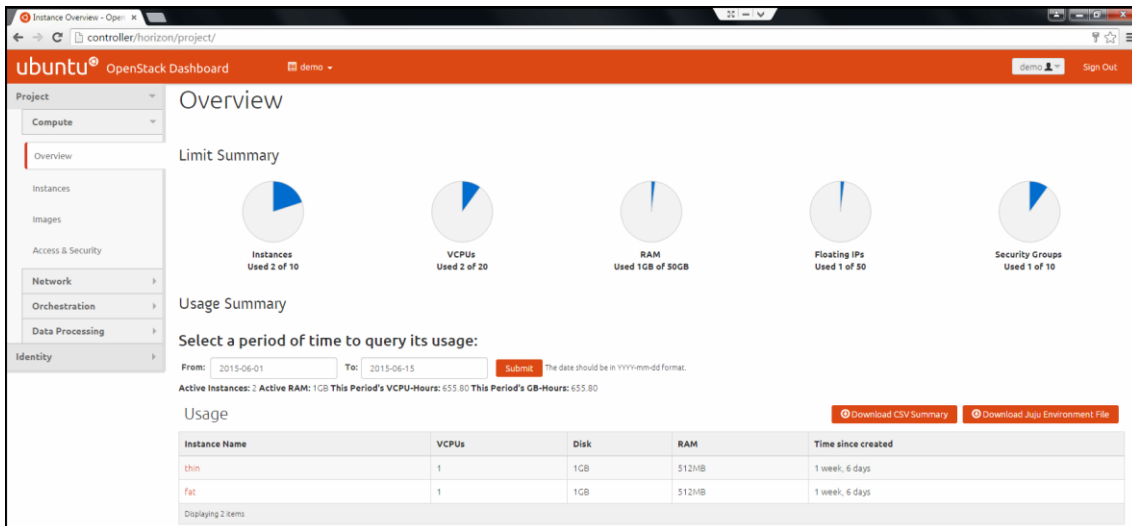 Instance Overview - Open
controller/horizon/project/
ubuntu OpenStack Dashboard demo demo Sign Out
Project
Compute
Overview
Instances
Images
Access & Security
Network
Orchestration
Data Processing
Identity
Overview
Limit Summary
Instances
Used 2 of 10
VCPUs
Used 2 of 20
RAM
Used 1GB of 50GB
Floating IPs
Used 1 of 50
Security Groups
Used 1 of 10
Usage Summary
Select a period of time to query its usage:
From: 2015-06-01 To: 2015-06-15 Submit The date should be in YYYY-mm-dd format.
Active Instances: 2 Active RAM: 1GB This Period's VCPU-Hours: 655.80 This Period's GB-Hours: 655.80
Usage
Download CSV Summary
Download Juju Environment File
Instance Name VCPUs Disk RAM Time since created
thin 1 1GB 512MB 1 week, 6 days
fat 1 1GB 512MB 1 week, 6 days
Displaying 2 items